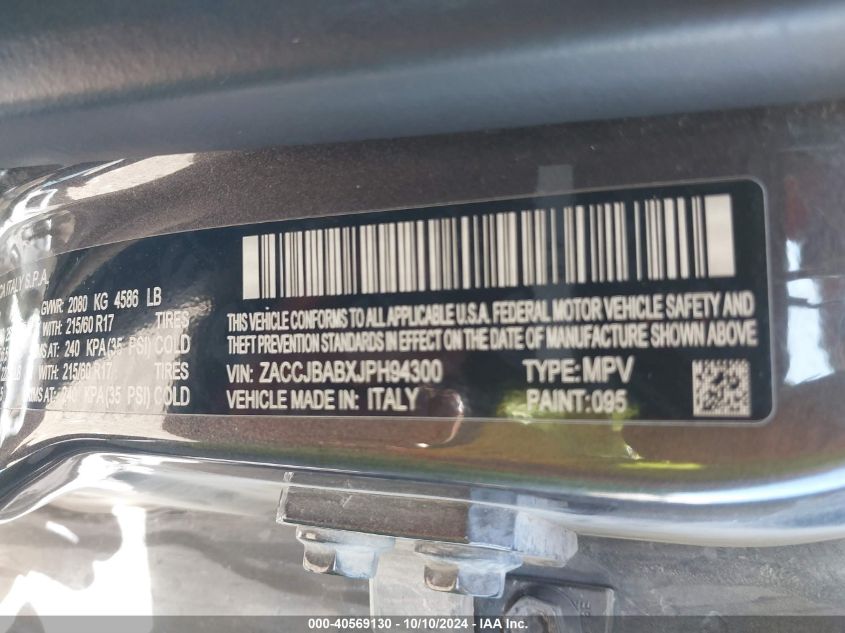 ITALY S.P.A.
GVWR: 2080 KG 4586 LB
WITH: 215/60 R17 TIRES
AT: 240 KPA (35 PSI) COLD
WITH: 215/60 R17 TIRES
AT: 240 KPA (35 PSI) COLD
THIS VEHICLE CONFORMS TO ALL APPLICABLE U.S.A. FEDERAL MOTOR VEHICLE SAFETY AND
THEFT PREVENTION STANDARDS IN EFFECT ON THE DATE OF MANUFACTURE SHOWN ABOVE
VIN: ZACCJBABXJPH94300 TYPE: MPV
VEHICLE MADE IN: ITALY PAINT: 095
000-40569130 - 10/10/2024 - IAA, Inc.